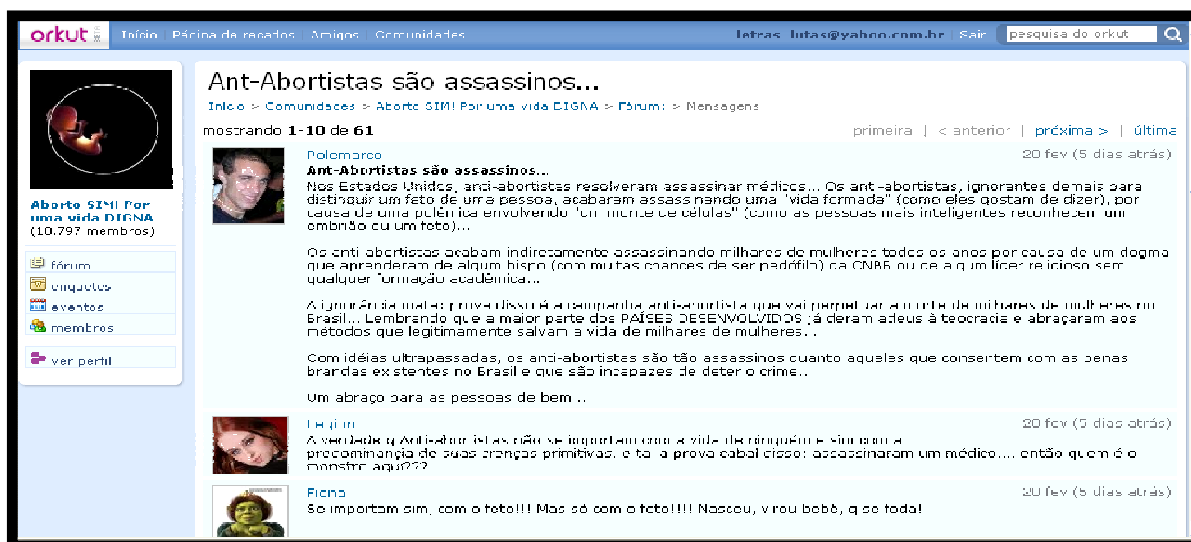 orkut Início Página de recados Amigos Comunidades letras_lutas@yahoo.com.br Sair pesquisa do orkut
Ant-Abortistas são assassinos...
Início > Comunidades > Aborto SIM! Por uma vida DIGNA > Fórum: > Mensagens
mostrando 1-10 de 61 primeira | < anterior | próxima > | última
Aborto SIM! Por
uma vida DIGNA
(10.797 membros)
fórum
enquetes
eventos
membros
ver perfil
Polemarco 20 fev (5 dias atrás)
Ant-Abortistas são assassinos...
Nos Estados Unidos, anti-abortistas resolveram assassinar médicos... Os ant-abortistas, ignorantes demais para
distinguir um feto de uma pessoa, acabaram assassinando uma "vida formada" (como eles gostam de dizer), por
causa de uma polêmica envolvendo "um monte de células" (como as pessoas mais inteligentes reconhecem um
embrião ou um feto)...
Os anti abortistas acabam indiretamente assassinando milhares de mulheres todos os anos por causa de um dogma
que aprenderam de algum bispo (com muitas chances de ser pedófilo) da CNBB ou de algum líder religioso sem
qualquer formação acadêmica...
A ignorância mata: prova disso é a campanha anti-abortista que vai perpetuar a morte de milhares de mulheres no
Brasil... Lembrando que a maior parte dos PAÍSES DESENVOLVIDOS já deram adeus à teocracia e abraçaram aos
métodos que legitimamente salvam a vida de milhares de mulheres...
Com idéias ultrapassadas, os anti-abortistas são tão assassinos quanto aqueles que consentem com as penas
brandas existentes no Brasil e que são incapazes de deter o crime...
Um abraço para as pessoas de bem...
20 fev (5 dias atrás)
A verdade q Anti-abortistas não se importam com a vida de ninguém e sim com a
predominança de suas crenças primitivas, e ta a prova cabal disso: assassinaram um médico.... então quem é o
monstro aqui???
Fiona 20 fev (5 dias atrás)
Se importam sim, com o feto!!! Mas só com o feto!!!! Nasceu, virou bebê, q se foda!